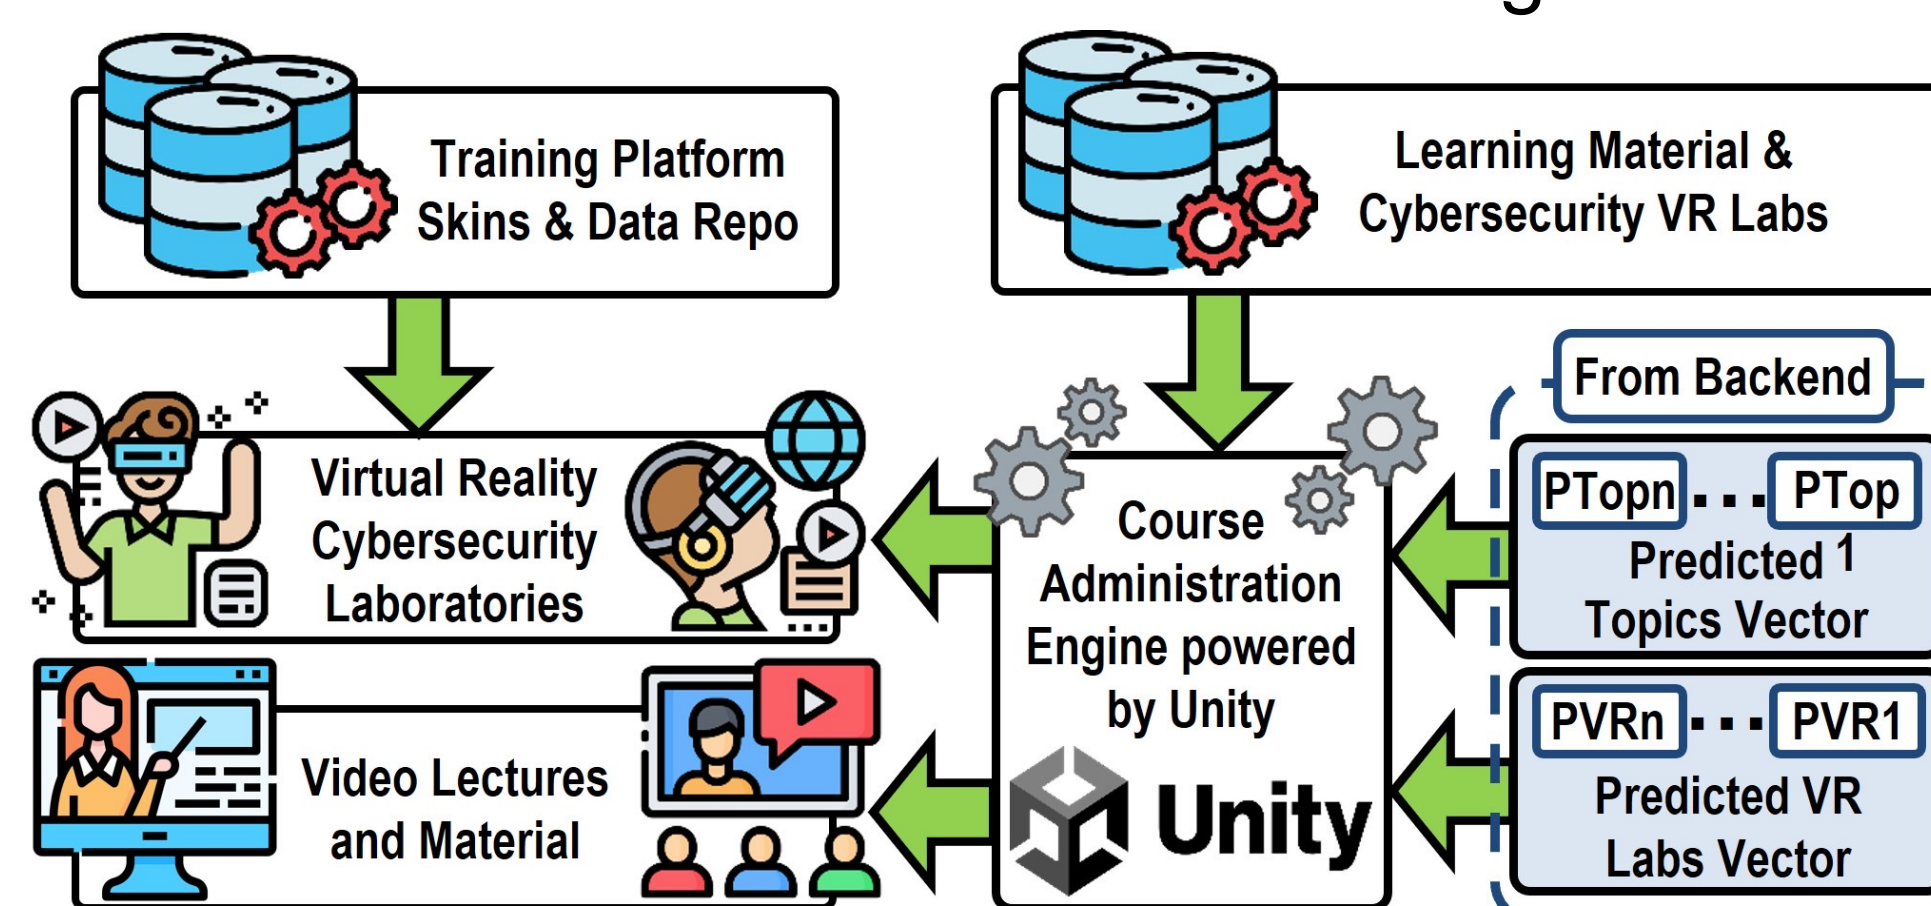 Training Platform
Skins & Data Repo
Learning Material &
Cybersecurity VR Labs
From Backend
Virtual Reality
Cybersecurity
Laboratories
Course
Administration
Engine powered
by Unity
Unity
PTopn ... PTop
Predicted 1
Topics Vector
Video Lectures
and Material
PVRn ... PVR1
Predicted VR
Labs Vector